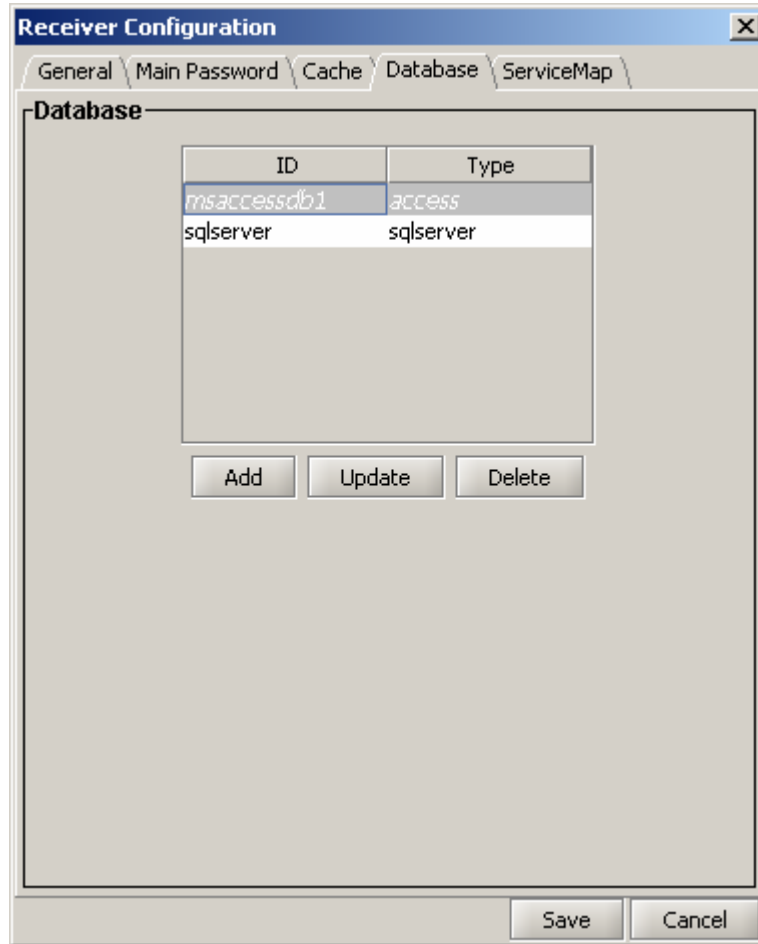 Receiver Configuration
General Main Password Cache Database ServiceMap
Database
ID Type
msaccessdb1 access
sqlserver sqlserver
Add Update Delete
Save Cancel